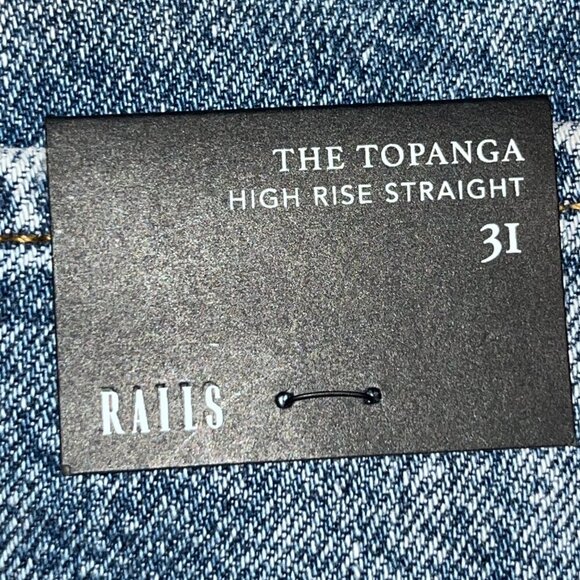 THE TOPANGA
HIGH RISE STRAIGHT
31
RAILS